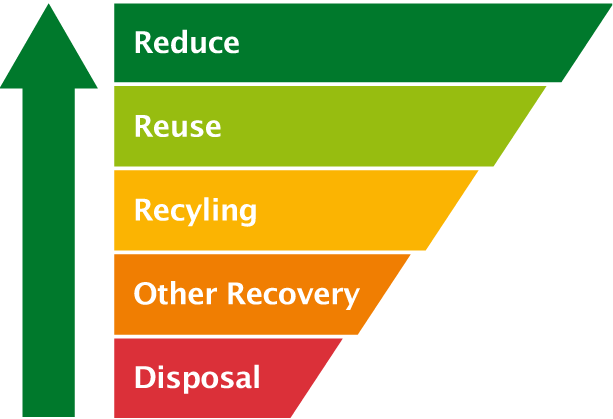 Reduce
Reuse
Recyling
Other Recovery
Disposal